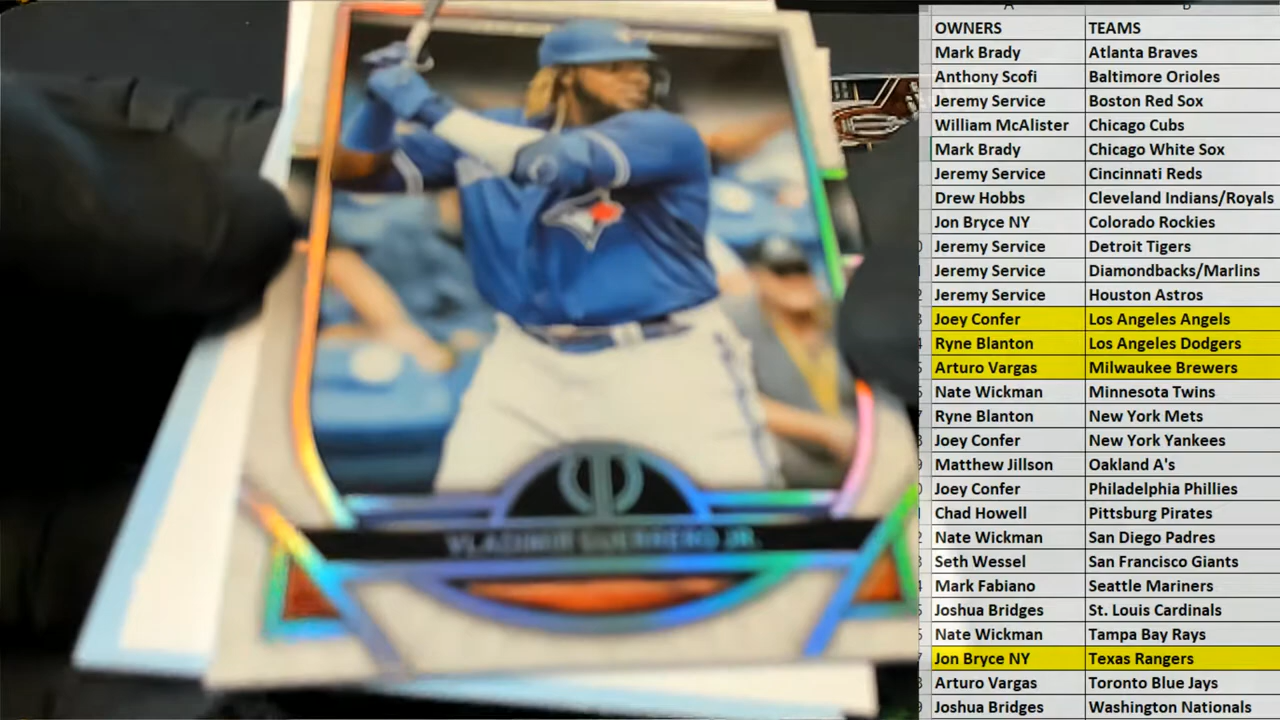 VLADIMIR GUERRERO JR.
A B
OWNERS TEAMS
Mark Brady Atlanta Braves
Anthony Scofi Baltimore Orioles
Jeremy Service Boston Red Sox
William McAlister Chicago Cubs
Mark Brady Chicago White Sox
Jeremy Service Cincinnati Reds
Drew Hobbs Cleveland Indians/Royals
Jon Bryce NY Colorado Rockies
Jeremy Service Detroit Tigers
Jeremy Service Diamondbacks/Marlins
Jeremy Service Houston Astros
Joey Confer Los Angeles Angels
Ryne Blanton Los Angeles Dodgers
Arturo Vargas Milwaukee Brewers
Nate Wickman Minnesota Twins
Ryne Blanton New York Mets
Joey Confer New York Yankees
Matthew Jillson Oakland A's
Joey Confer Philadelphia Phillies
Chad Howell Pittsburg Pirates
Nate Wickman San Diego Padres
Seth Wessel San Francisco Giants
Mark Fabiano Seattle Mariners
Joshua Bridges St. Louis Cardinals
Nate Wickman Tampa Bay Rays
Jon Bryce NY Texas Rangers
Arturo Vargas Toronto Blue Jays
Joshua Bridges Washington Nationals